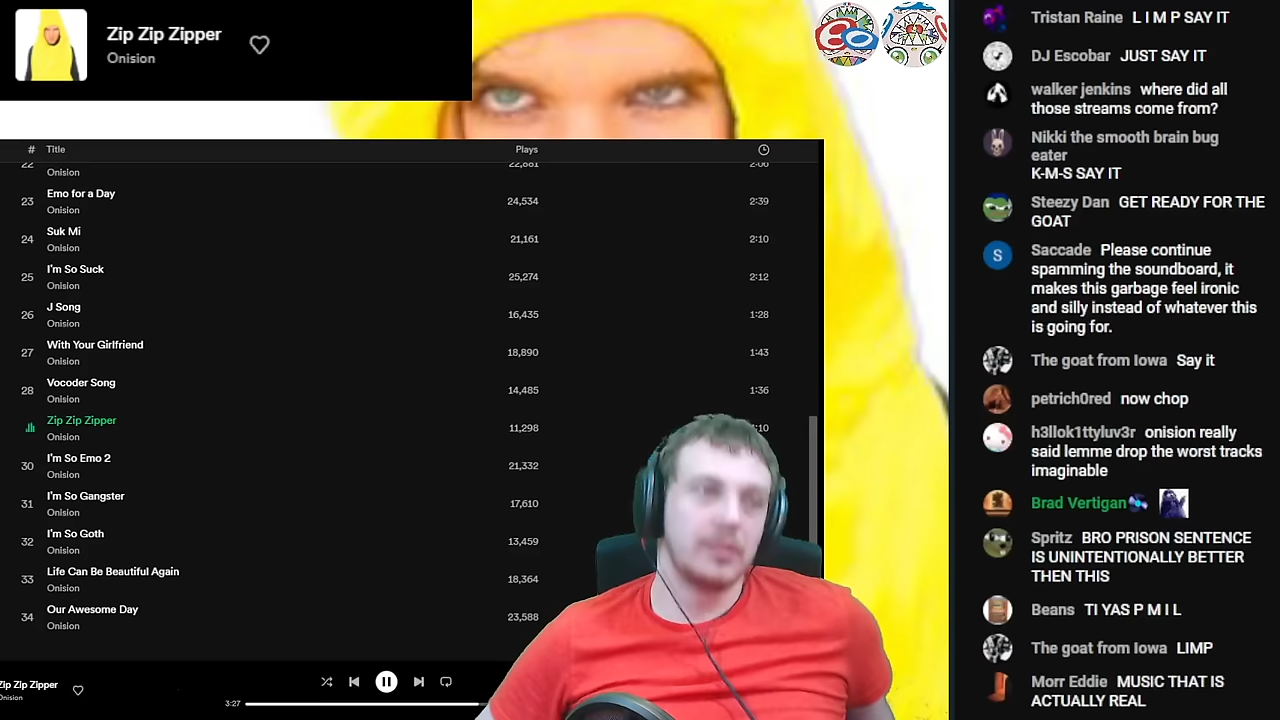 Zip Zip Zipper
Onision
# Title Plays
22 22,881 2:06
Onision
23 Emo for a Day 24,534 2:39
Onision
24 Suk Mi 21,161 2:10
Onision
25 I'm So Suck 25,274 2:12
Onision
26 J Song 16,435 1:28
Onision
27 With Your Girlfriend 18,890 1:43
Onision
28 Vocoder Song 14,485 1:36
Onision
Zip Zip Zipper 11,298 :10
Onision
30 I'm So Emo 2 21,332
Onision
31 I'm So Gangster 17,610
Onision
32 I'm So Goth 13,459
Onision
33 Life Can Be Beautiful Again 18,364
Onision
34 Our Awesome Day 23,588
Onision
Zip Zip Zipper
Onision
3:27
Tristan Raine L I M P SAY IT
DJ Escobar JUST SAY IT
walker jenkins where did all
those streams come from?
Nikki the smooth brain bug
eater
K-M-S SAY IT
Steezy Dan GET READY FOR THE
GOAT
S
Saccade Please continue
spamming the soundboard, it
makes this garbage feel ironic
and silly instead of whatever this
is going for.
The goat from Iowa Say it
petrich0red now chop
h3llok1ttyluv3r onision really
said lemme drop the worst tracks
imaginable
Brad Vertigan
Spritz BRO PRISON SENTENCE
IS UNINTENTIONALLY BETTER
THEN THIS
Beans TI YAS P M I L
The goat from Iowa LIMP
Morr Eddie MUSIC THAT IS
ACTUALLY REAL